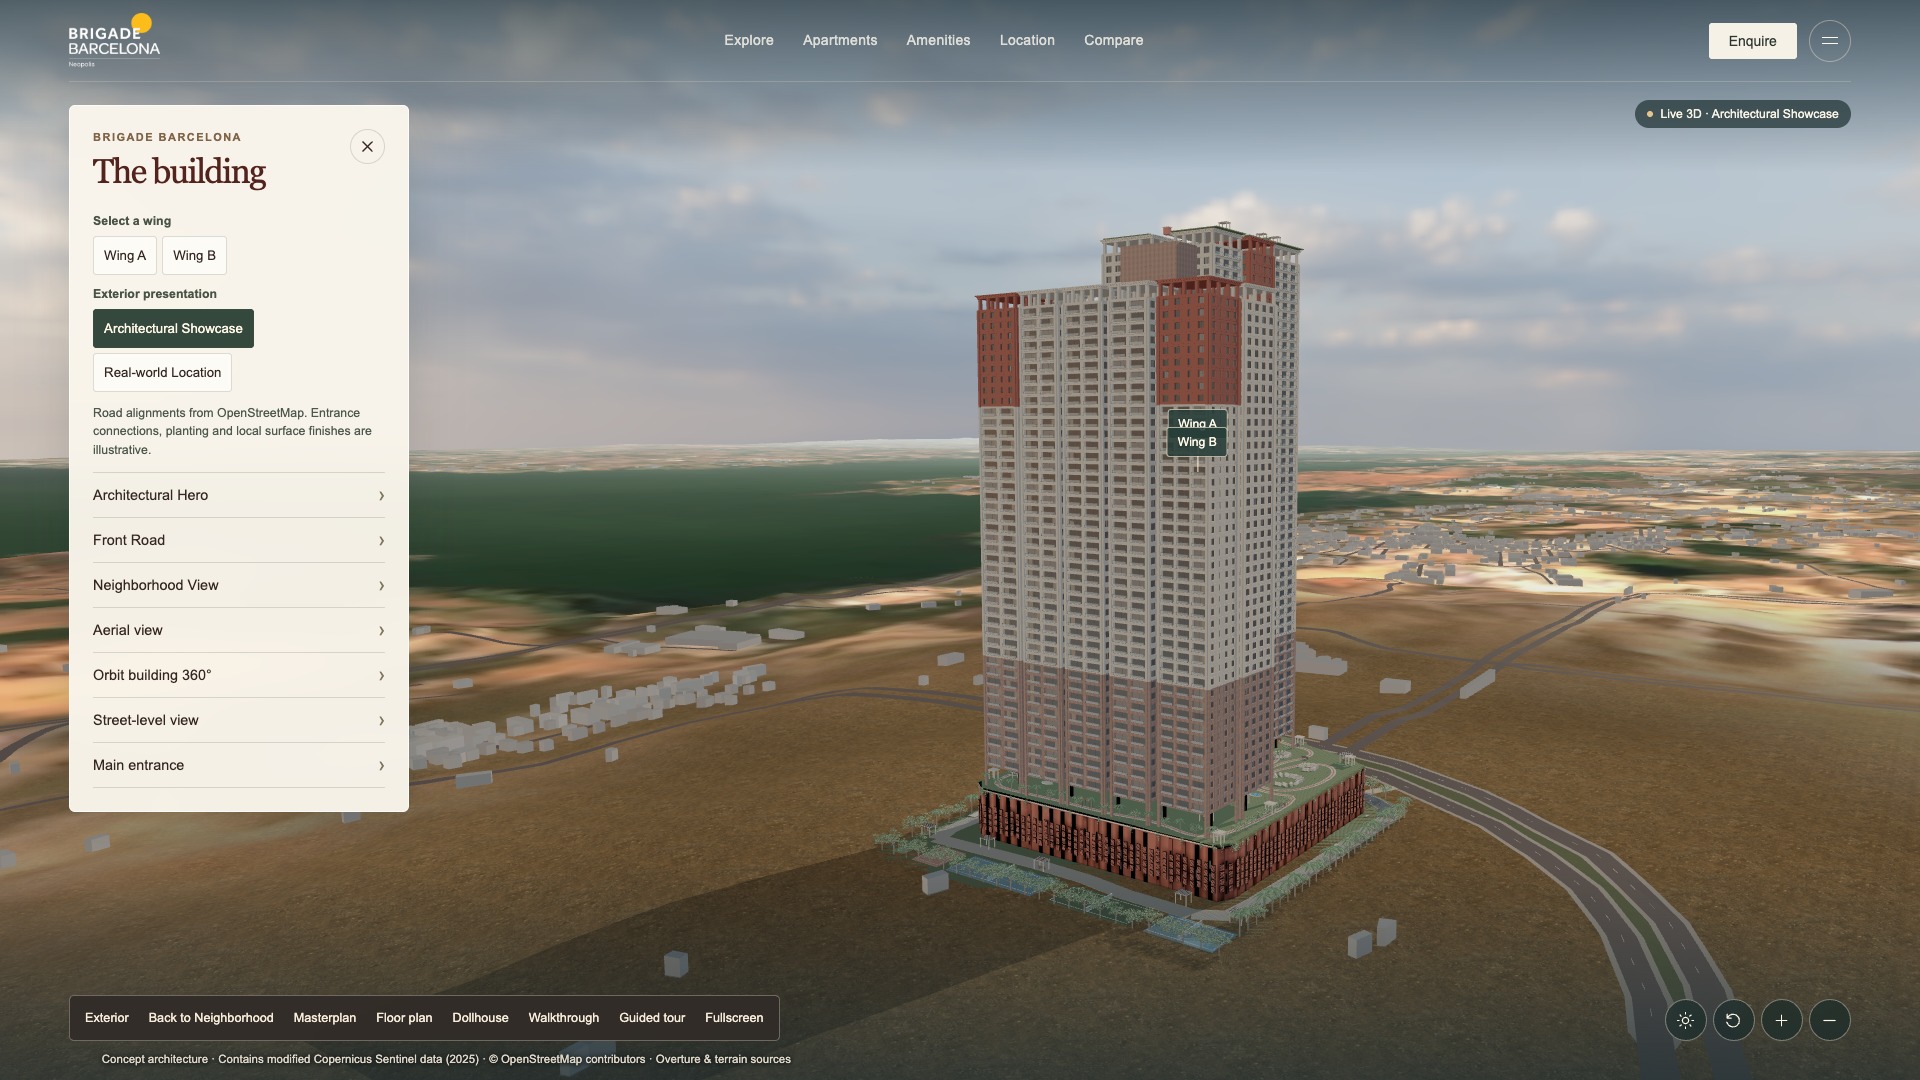 BRIGADE
BARCELONA
Neopolis
Explore
Apartments
Amenities
Location
Compare
Enquire
Live 3D · Architectural Showcase
BRIGADE BARCELONA
The building
Select a wing
Wing A
Wing B
Exterior presentation
Architectural Showcase
Real-world Location
Road alignments from OpenStreetMap. Entrance
connections, planting and local surface finishes are
illustrative.
Architectural Hero
Front Road
Neighborhood View
Aerial view
Orbit building 360°
Street-level view
Main entrance
Wing A
Wing B
Exterior
Back to Neighborhood
Masterplan
Floor plan
Dollhouse
Walkthrough
Guided tour
Fullscreen
Concept architecture · Contains modified Copernicus Sentinel data (2025) · © OpenStreetMap contributors · Overture & terrain sources